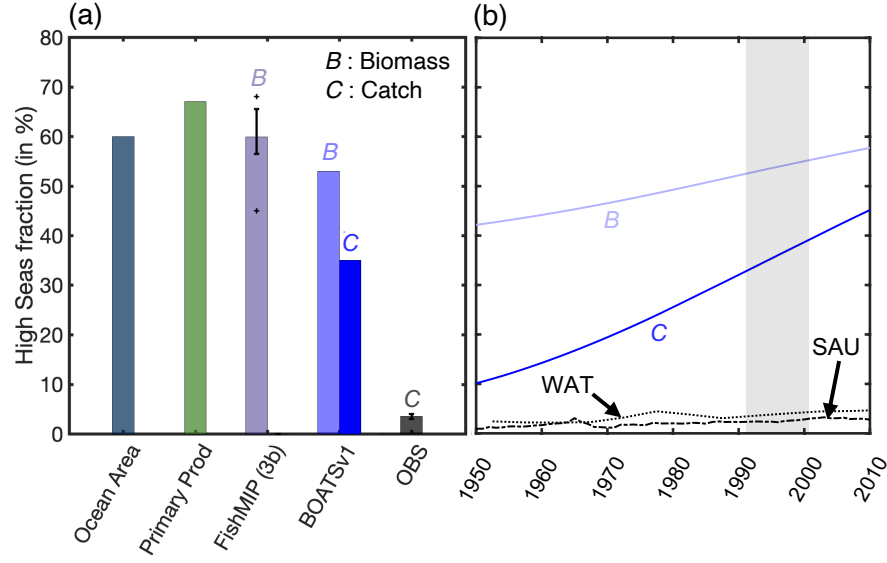 (a)
(b)
High Seas fraction (in %)
80
70
60
50
40
30
20
10
0
B : Biomass
C : Catch
B
B
C
C
Ocean Area
Primary Prod
FishMIP (3b)
BOATSv1
OBS
B
C
WAT
SAU
1950
1960
1970
1980
1990
2000
2010